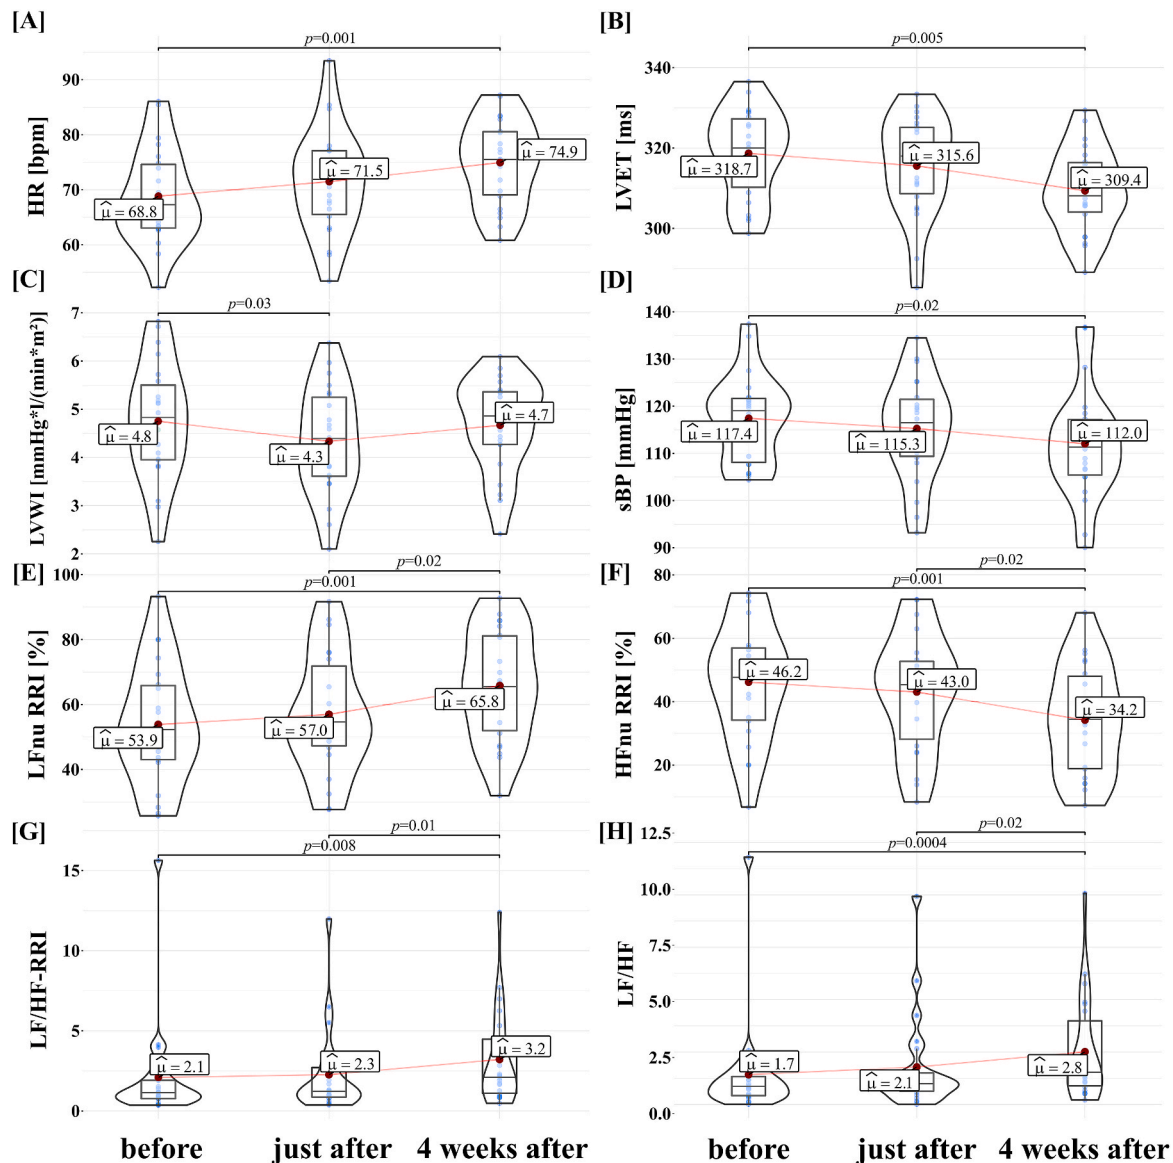 [A]
p=0.001
HR [bpm]
90
80
70
60
μ̂ = 68.8
μ̂ = 71.5
μ̂ = 74.9
[B]
p=0.005
LVET [ms]
340
320
300
μ̂ = 318.7
μ̂ = 315.6
μ̂ = 309.4
[C]
p=0.03
LVWI [mmHg*l/(min*m²)]
7
6
5
4
3
2
μ̂ = 4.8
μ̂ = 4.3
μ̂ = 4.7
[D]
p=0.02
sBP [mmHg]
140
130
120
110
100
90
μ̂ = 117.4
μ̂ = 115.3
μ̂ = 112.0
[E]
p=0.02
p=0.001
LFnu RRI [%]
100
80
60
40
μ̂ = 53.9
μ̂ = 57.0
μ̂ = 65.8
[F]
p=0.02
p=0.001
HFnu RRI [%]
80
60
40
20
μ̂ = 46.2
μ̂ = 43.0
μ̂ = 34.2
[G]
p=0.01
p=0.008
LF/HF-RRI
15
10
5
0
μ̂ = 2.1
μ̂ = 2.3
μ̂ = 3.2
[H]
p=0.02
p=0.0004
LF/HF
12.5
10.0
7.5
5.0
2.5
0.0
μ̂ = 1.7
μ̂ = 2.1
μ̂ = 2.8
before just after 4 weeks after
before just after 4 weeks after